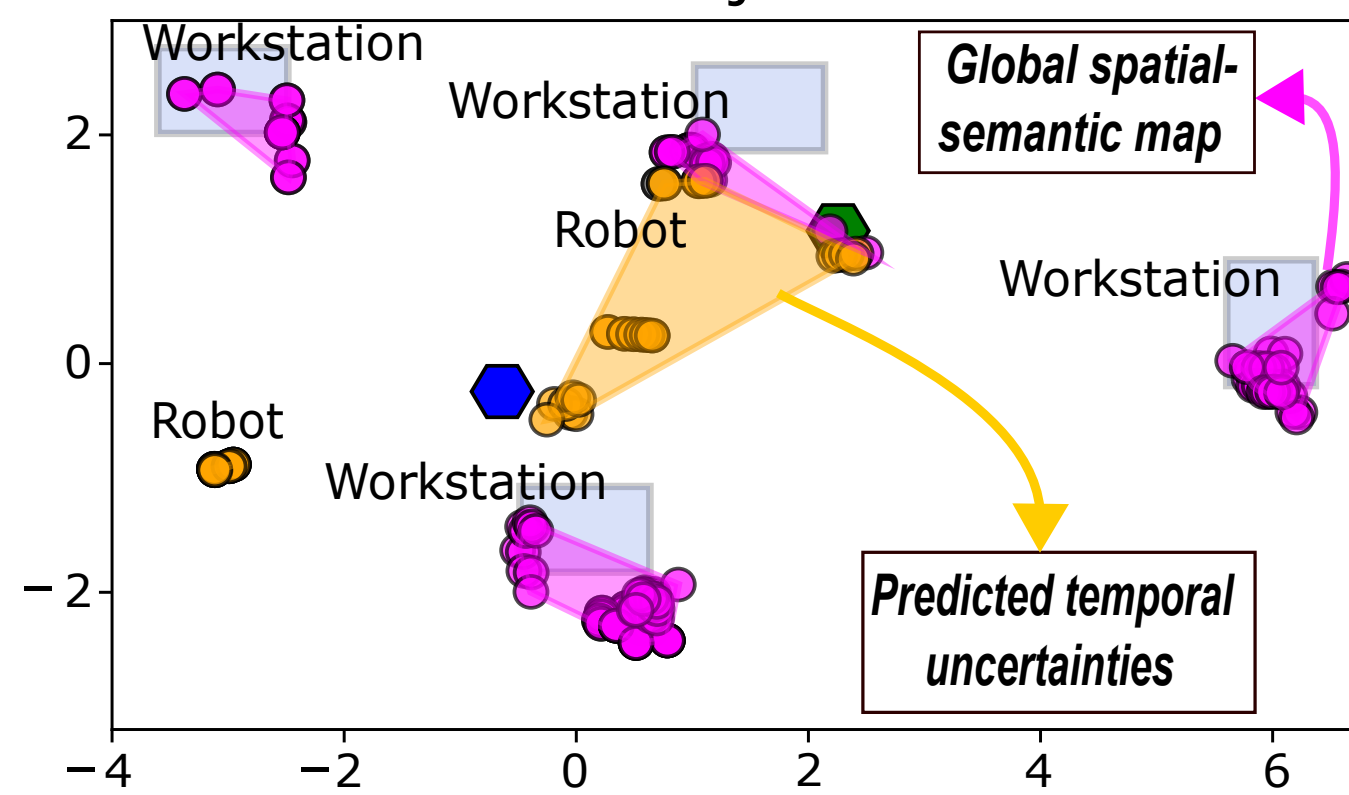 Workstation
Workstation
Global spatial-
semantic map
2
Robot
Workstation
0
Robot
Workstation
−2
Predicted temporal
uncertainties
−4
−2
0
2
4
6